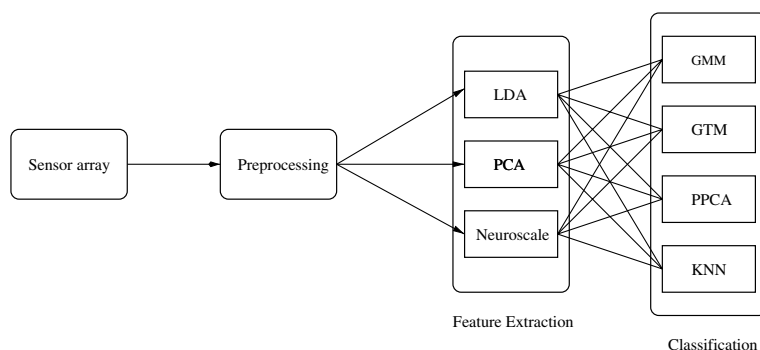 Sensor array
Preprocessing
LDA
PCA
Neuroscale
Feature Extraction
GMM
GTM
PPCA
KNN
Classification